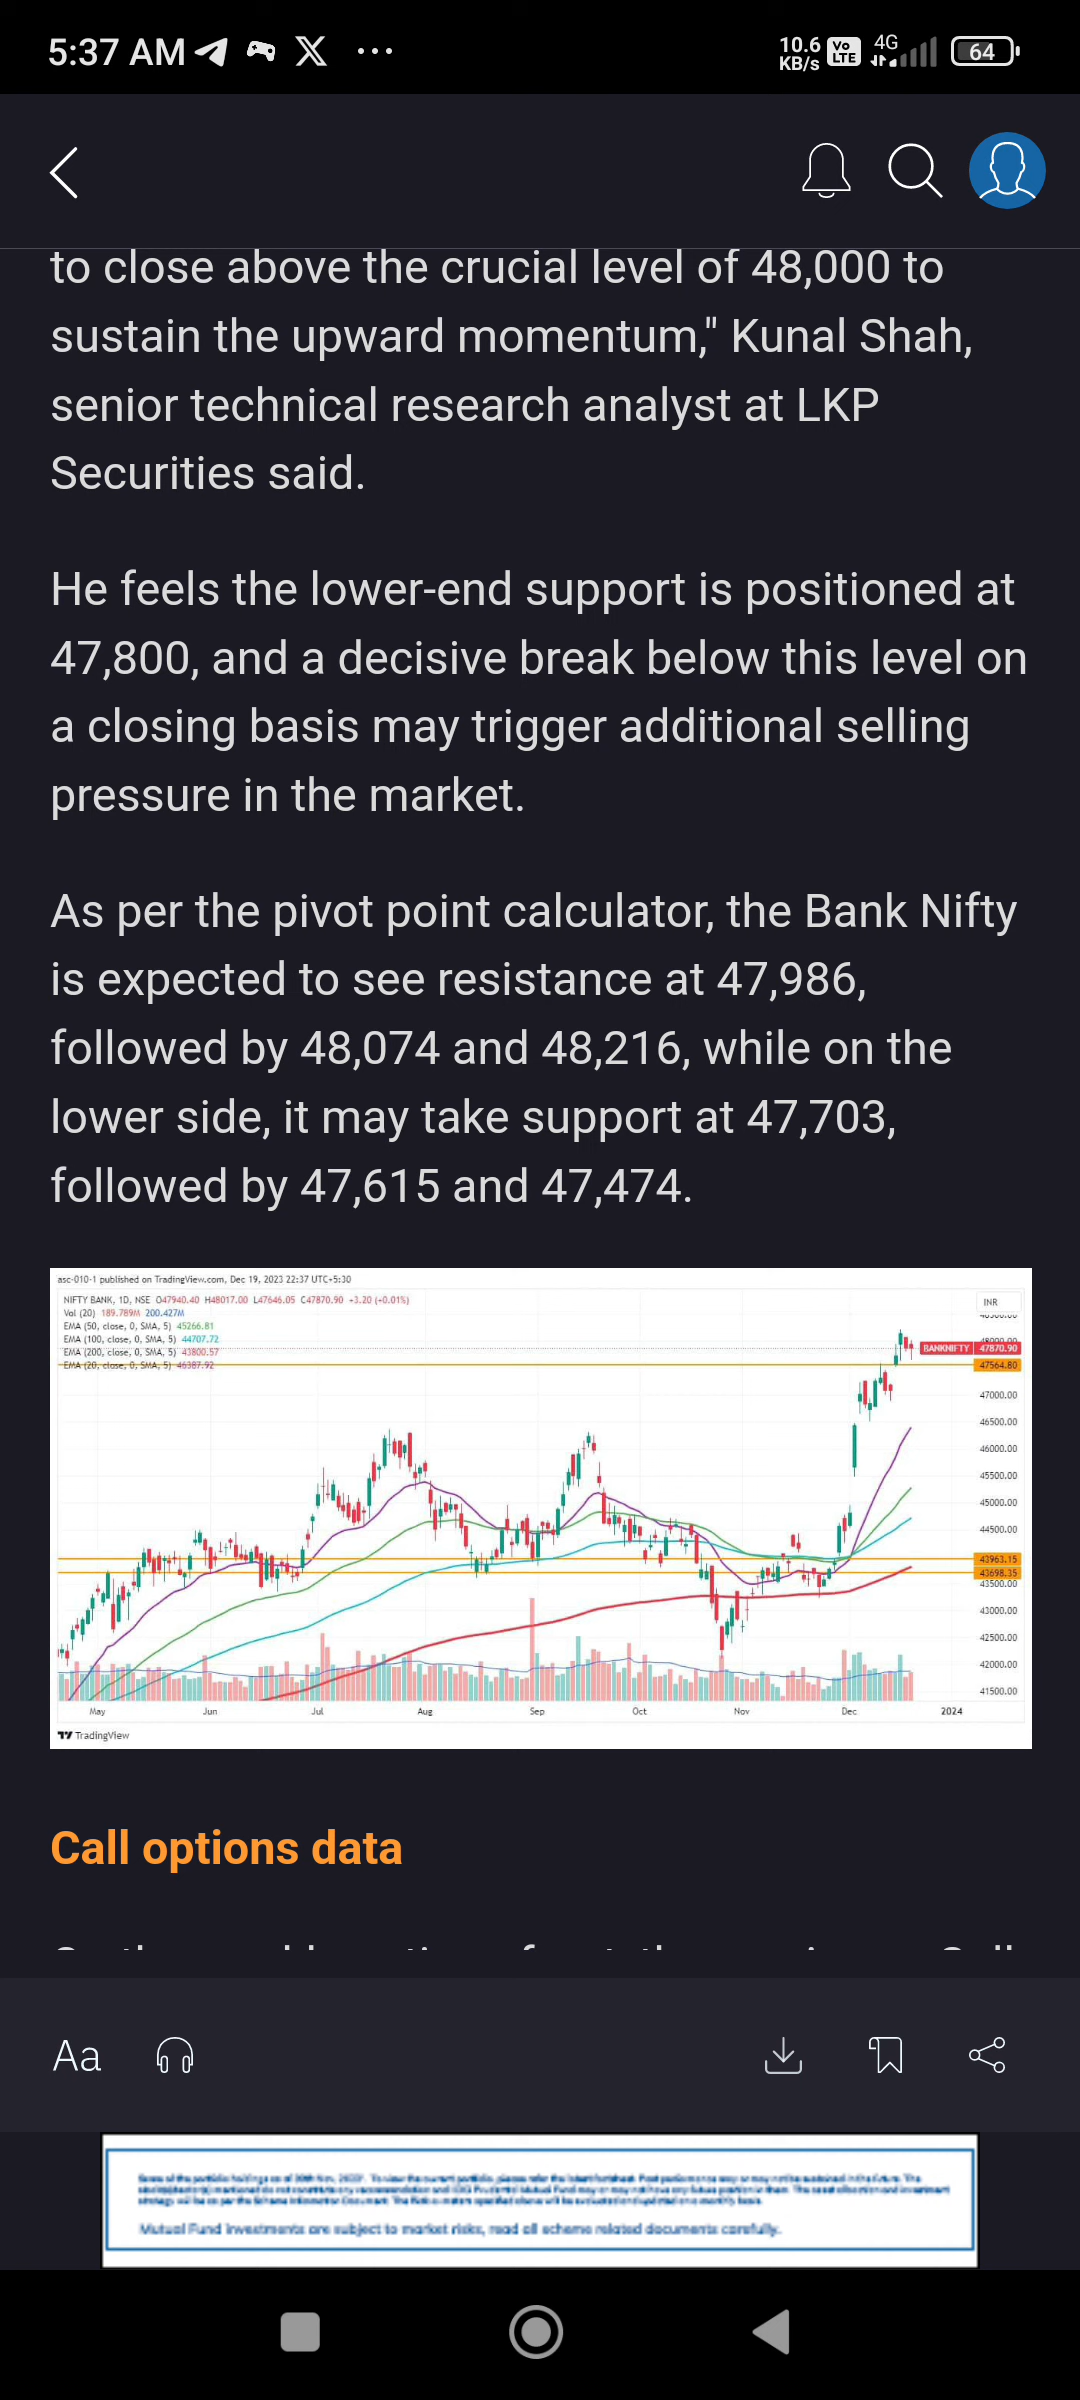 5:37 AM X ...
10.6 KB/s Vo LTE 4G 64
to close above the crucial level of 48,000 to
sustain the upward momentum," Kunal Shah,
senior technical research analyst at LKP
Securities said.
He feels the lower-end support is positioned at
47,800, and a decisive break below this level on
a closing basis may trigger additional selling
pressure in the market.
As per the pivot point calculator, the Bank Nifty
is expected to see resistance at 47,986,
followed by 48,074 and 48,216, while on the
lower side, it may take support at 47,703,
followed by 47,615 and 47,474.
asc-010-1 published on TradingView.com, Dec 19, 2023 22:37 UTC+5:30
NIFTY BANK, 1D, NSE O47940.40 H48017.00 L47646.05 C47870.90 +3.20 (+0.01%)
Vol (20) 189.789M 200.427M
EMA (50, close, 0, SMA, 5) 45266.81
EMA (100, close, 0, SMA, 5) 44707.72
EMA (200, close, 0, SMA, 5) 43800.57
EMA (20, close, 0, SMA, 5) 46387.92
INR
48000.00
BANKNIFTY 47870.90
47564.80
47000.00
46500.00
46000.00
45500.00
45000.00
44500.00
43963.15
43698.35
43500.00
43000.00
42500.00
42000.00
41500.00
May Jun Jul Aug Sep Oct Nov Dec 2024
TradingView
Call options data
Aa
Mutual Fund investments are subject to market risks, read all scheme related documents carefully.